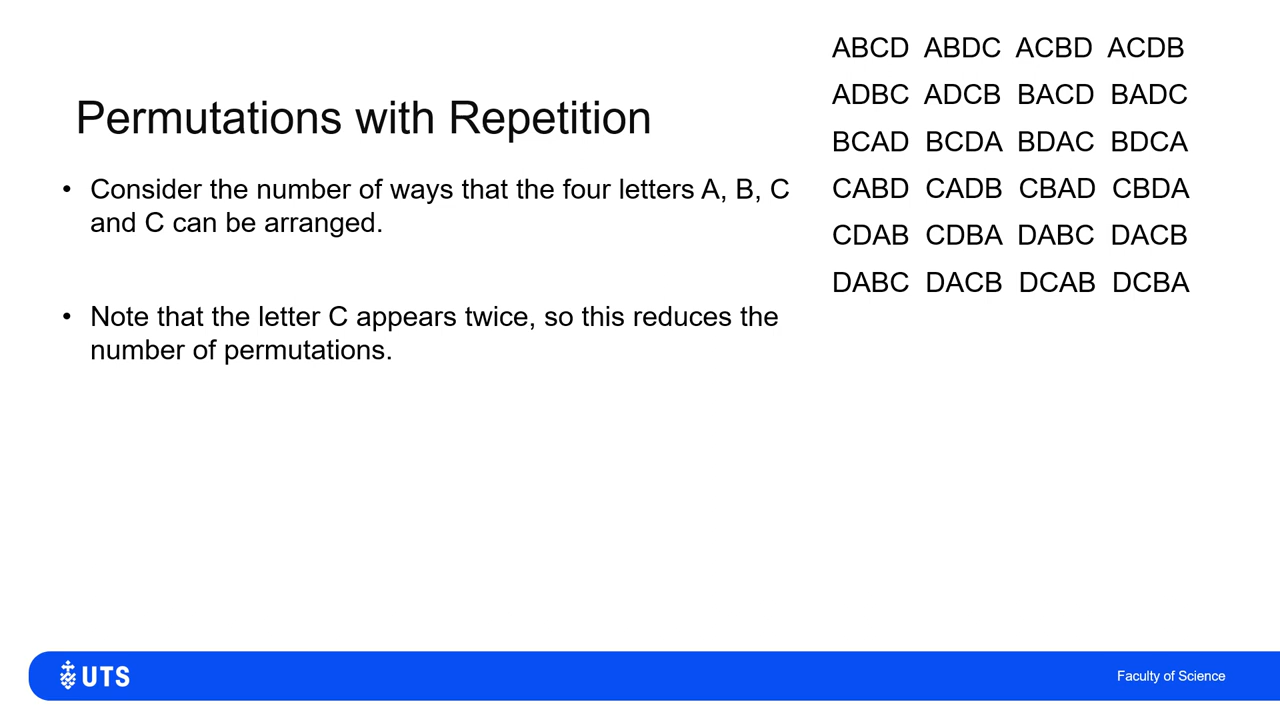 Permutations with Repetition
• Consider the number of ways that the four letters A, B, C
and C can be arranged.
• Note that the letter C appears twice, so this reduces the
number of permutations.
ABCD ABDC ACBD ACDB
ADBC ADCB BACD BADC
BCAD BCDA BDAC BDCA
CABD CADB CBAD CBDA
CDAB CDBA DABC DACB
DABC DACB DCAB DCBA
UTS
Faculty of Science